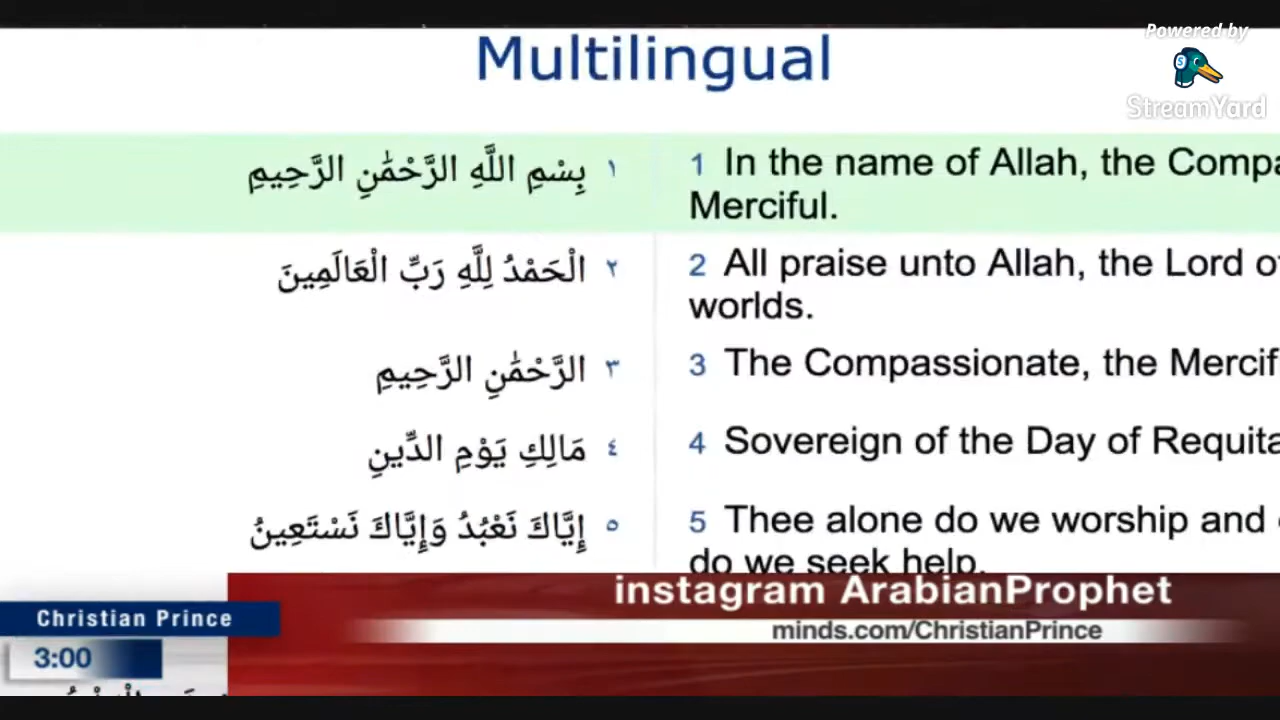 Powered by
StreamYard
Multilingual
١ بِسْمِ اللَّهِ الرَّحْمَٰنِ الرَّحِيمِ
1 In the name of Allah, the Compa
Merciful.
٢ الْحَمْدُ لِلَّهِ رَبِّ الْعَالَمِينَ
2 All praise unto Allah, the Lord of
worlds.
٣ الرَّحْمَٰنِ الرَّحِيمِ
3 The Compassionate, the Mercif
٤ مَالِكِ يَوْمِ الدِّينِ
4 Sovereign of the Day of Requita
٥ إِيَّاكَ نَعْبُدُ وَإِيَّاكَ نَسْتَعِينُ
5 Thee alone do we worship and
do we seek help.
instagram ArabianProphet
Christian Prince
minds.com/ChristianPrince
3:00